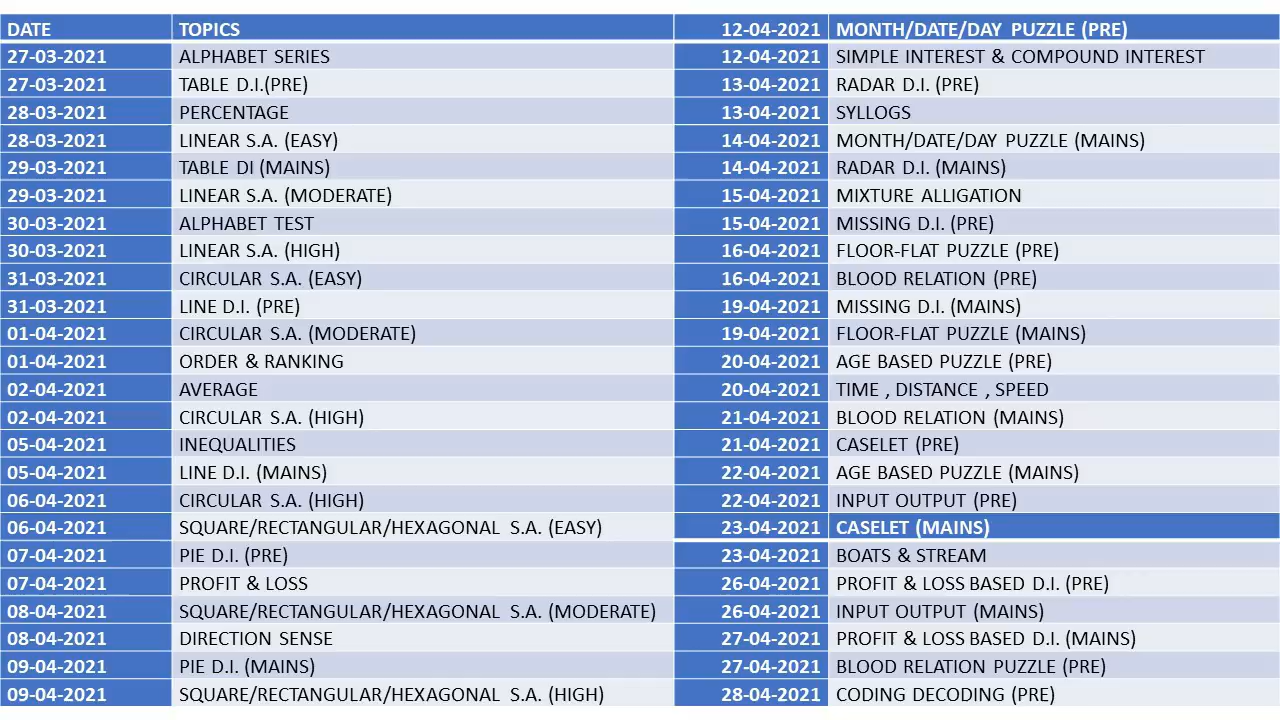 DATE TOPICS
27-03-2021 ALPHABET SERIES
27-03-2021 TABLE D.I.(PRE)
28-03-2021 PERCENTAGE
28-03-2021 LINEAR S.A. (EASY)
29-03-2021 TABLE DI (MAINS)
29-03-2021 LINEAR S.A. (MODERATE)
30-03-2021 ALPHABET TEST
30-03-2021 LINEAR S.A. (HIGH)
31-03-2021 CIRCULAR S.A. (EASY)
31-03-2021 LINE D.I. (PRE)
01-04-2021 CIRCULAR S.A. (MODERATE)
01-04-2021 ORDER & RANKING
02-04-2021 AVERAGE
02-04-2021 CIRCULAR S.A. (HIGH)
05-04-2021 INEQUALITIES
05-04-2021 LINE D.I. (MAINS)
06-04-2021 CIRCULAR S.A. (HIGH)
06-04-2021 SQUARE/RECTANGULAR/HEXAGONAL S.A. (EASY)
07-04-2021 PIE D.I. (PRE)
07-04-2021 PROFIT & LOSS
08-04-2021 SQUARE/RECTANGULAR/HEXAGONAL S.A. (MODERATE)
08-04-2021 DIRECTION SENSE
09-04-2021 PIE D.I. (MAINS)
09-04-2021 SQUARE/RECTANGULAR/HEXAGONAL S.A. (HIGH)
12-04-2021 MONTH/DATE/DAY PUZZLE (PRE)
12-04-2021 SIMPLE INTEREST & COMPOUND INTEREST
13-04-2021 RADAR D.I. (PRE)
13-04-2021 SYLLOGS
14-04-2021 MONTH/DATE/DAY PUZZLE (MAINS)
14-04-2021 RADAR D.I. (MAINS)
15-04-2021 MIXTURE ALLIGATION
15-04-2021 MISSING D.I. (PRE)
16-04-2021 FLOOR-FLAT PUZZLE (PRE)
16-04-2021 BLOOD RELATION (PRE)
19-04-2021 MISSING D.I. (MAINS)
19-04-2021 FLOOR-FLAT PUZZLE (MAINS)
20-04-2021 AGE BASED PUZZLE (PRE)
20-04-2021 TIME , DISTANCE , SPEED
21-04-2021 BLOOD RELATION (MAINS)
21-04-2021 CASELET (PRE)
22-04-2021 AGE BASED PUZZLE (MAINS)
22-04-2021 INPUT OUTPUT (PRE)
23-04-2021 CASELET (MAINS)
23-04-2021 BOATS & STREAM
26-04-2021 PROFIT & LOSS BASED D.I. (PRE)
26-04-2021 INPUT OUTPUT (MAINS)
27-04-2021 PROFIT & LOSS BASED D.I. (MAINS)
27-04-2021 BLOOD RELATION PUZZLE (PRE)
28-04-2021 CODING DECODING (PRE)